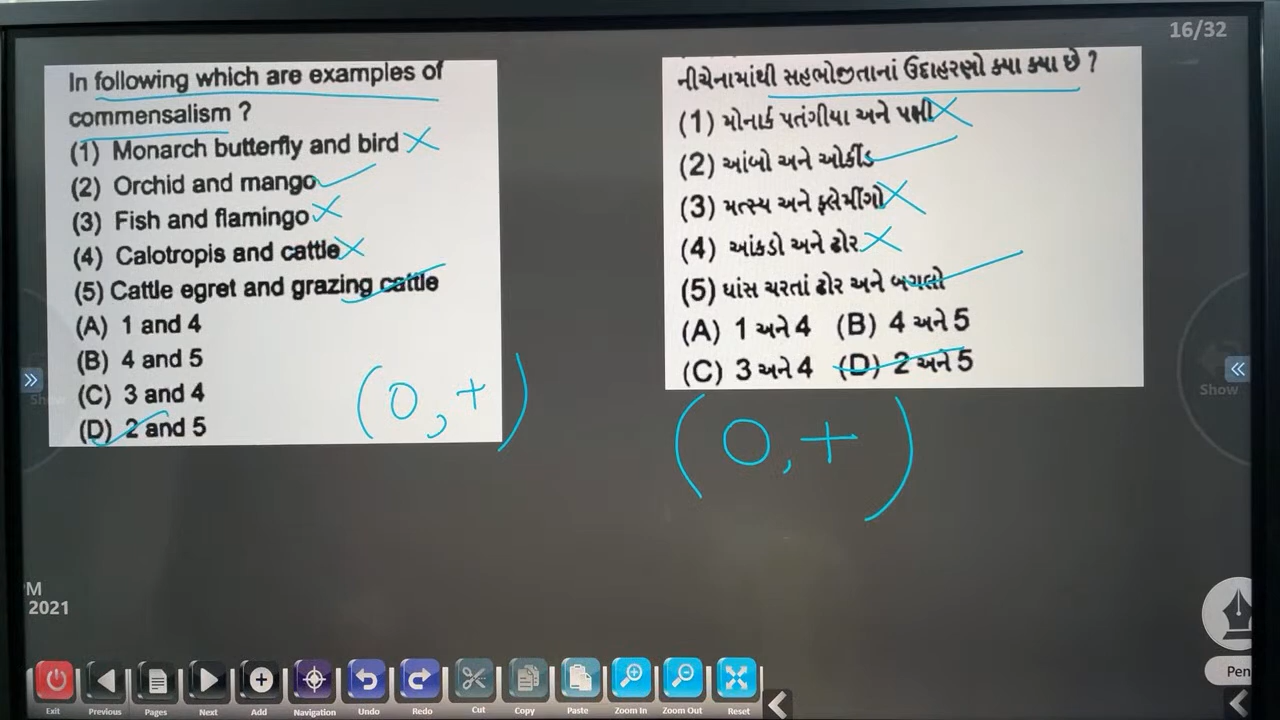 16/32
In following which are examples of
commensalism ?
(1) Monarch butterfly and bird
(2) Orchid and mango
(3) Fish and flamingo
(4) Calotropis and cattle
(5) Cattle egret and grazing cattle
(A) 1 and 4
(B) 4 and 5
(C) 3 and 4
(D) 2 and 5
(0, +)
નીચેનામાંથી સહભોજીતાનાં ઉદાહરણો ક્યા ક્યા છે ?
(1) મોનાર્ક પતંગીયા અને પક્ષી
(2) આંબો અને ઓર્કીડ
(3) મત્સ્ય અને ફ્લેમીંગો
(4) આંકડો અને ઢોર
(5) ઘાંસ ચરતાં ઢોર અને બગલો
(A) 1 અને 4 (B) 4 અને 5
(C) 3 અને 4 (D) 2 અને 5
(0, +)
Show
Show
M
2021
Pen
Exit Previous Pages Next Add Navigation Undo Redo Cut Copy Paste Zoom In Zoom Out Reset